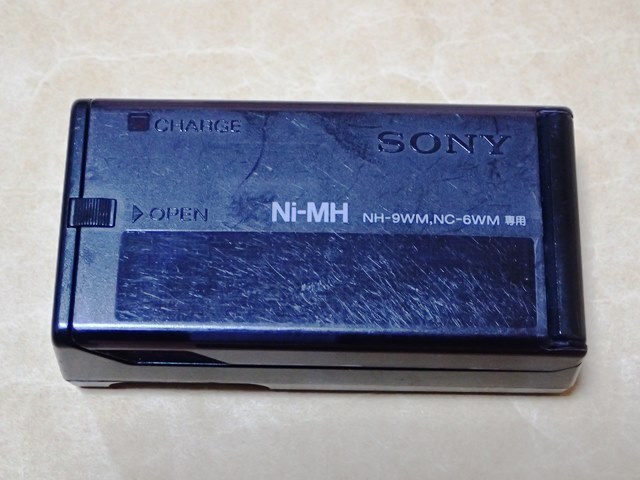 CHARGE
SONY
OPEN
Ni-MH NH-9WM,NC-6WM 専用